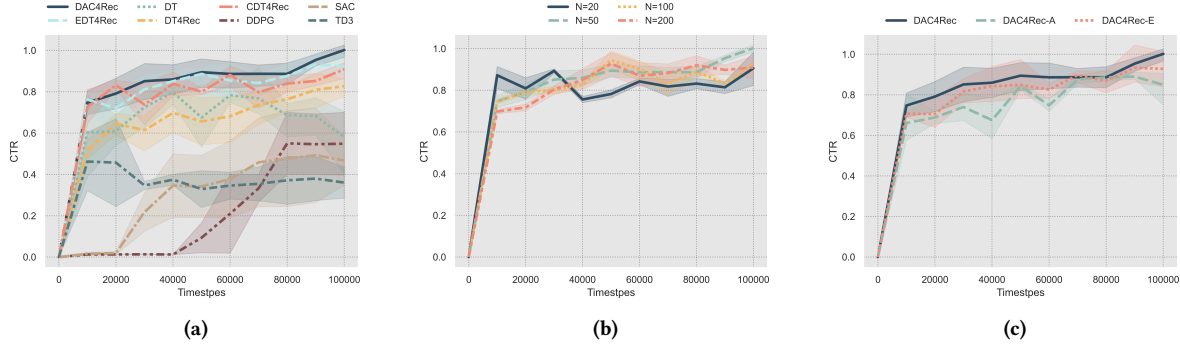 DAC4Rec DT CDT4Rec SAC
EDT4Rec DT4Rec DDPG TD3
1.0
0.8
0.6
CTR
0.4
0.2
0.0
0 20000 40000 60000 80000 100000
Timestpes
(a)
N=20 N=100
N=50 N=200
1.0
0.8
0.6
CTR
0.4
0.2
0.0
0 20000 40000 60000 80000 100000
Timestpes
(b)
DAC4Rec DAC4Rec-A DAC4Rec-E
1.0
0.8
0.6
CTR
0.4
0.2
0.0
0 20000 40000 60000 80000 100000
Timestpes
(c)